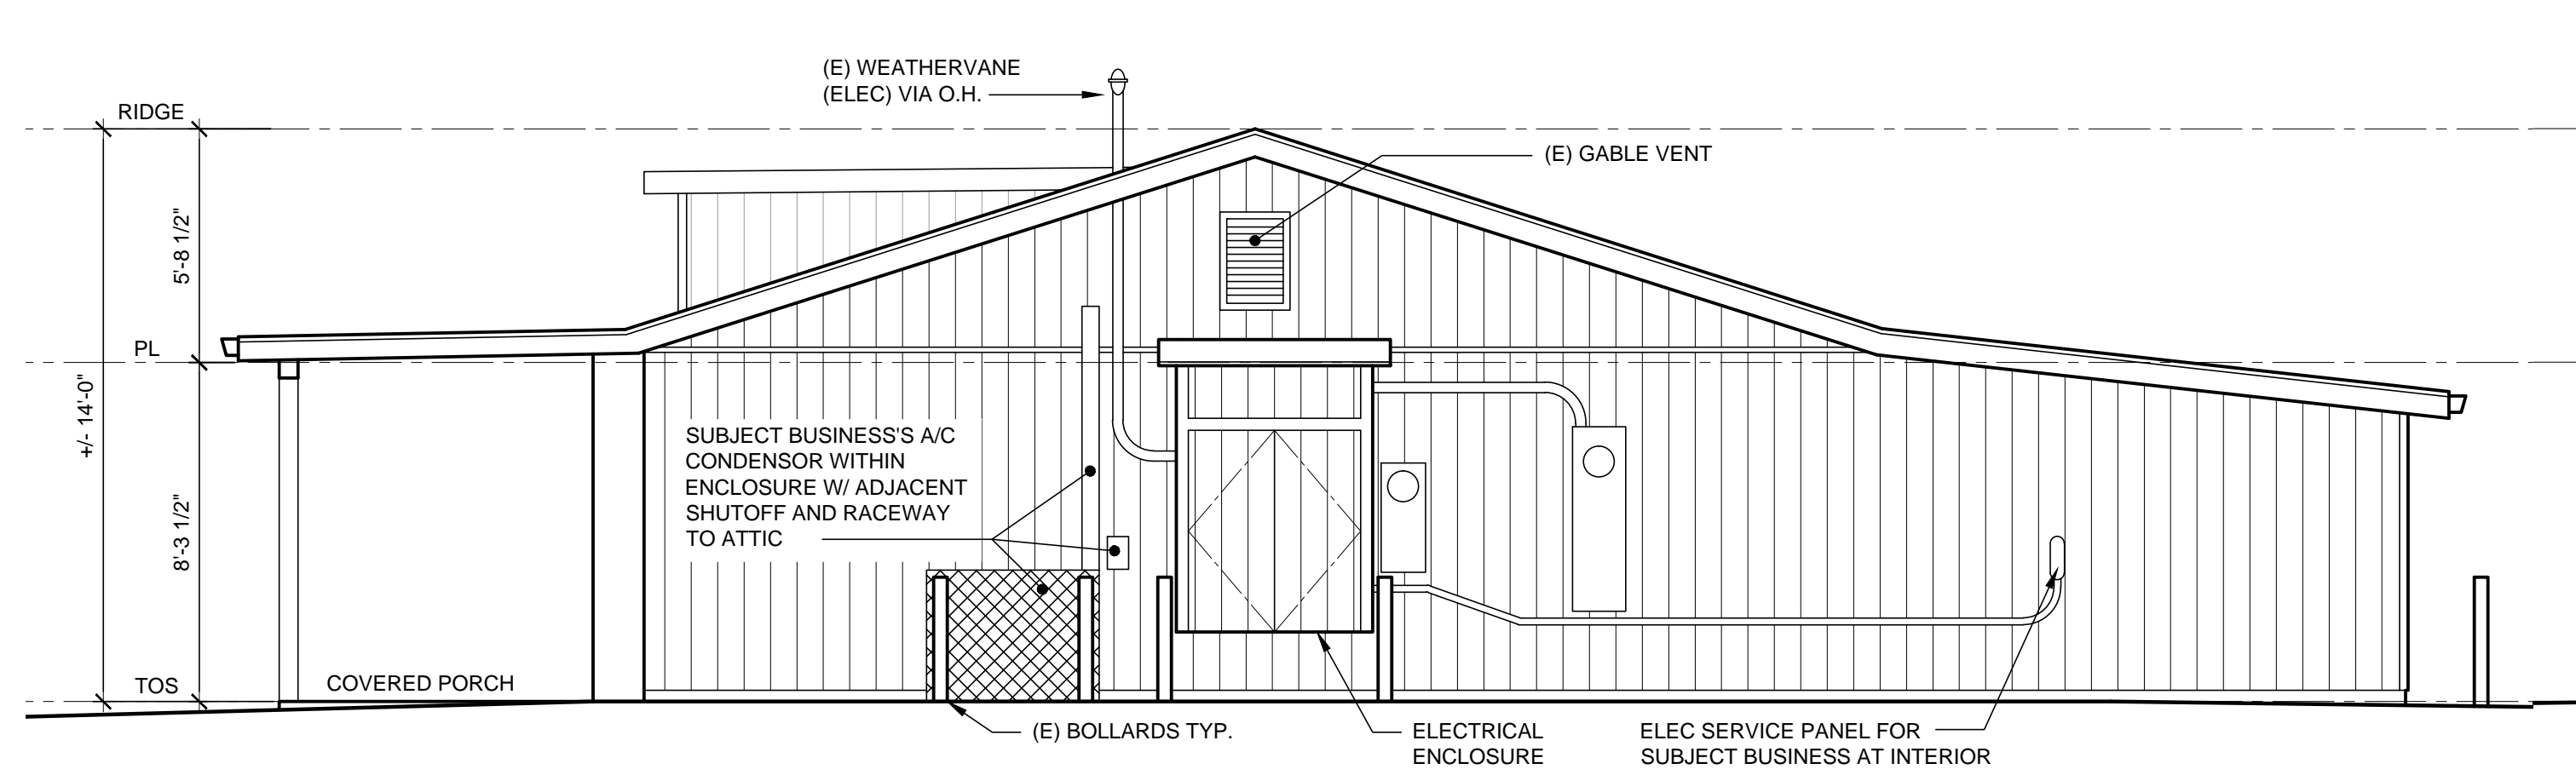 (E) WEATHERVANE
(ELEC) VIA O.H.
RIDGE
(E) GABLE VENT
5'-8 1/2"
PL
+/- 14'-0"
SUBJECT BUSINESS'S A/C
CONDENSOR WITHIN
ENCLOSURE W/ ADJACENT
SHUTOFF AND RACEWAY
TO ATTIC
8'-3 1/2"
TOS
COVERED PORCH
(E) BOLLARDS TYP.
ELECTRICAL
ENCLOSURE
ELEC SERVICE PANEL FOR
SUBJECT BUSINESS AT INTERIOR